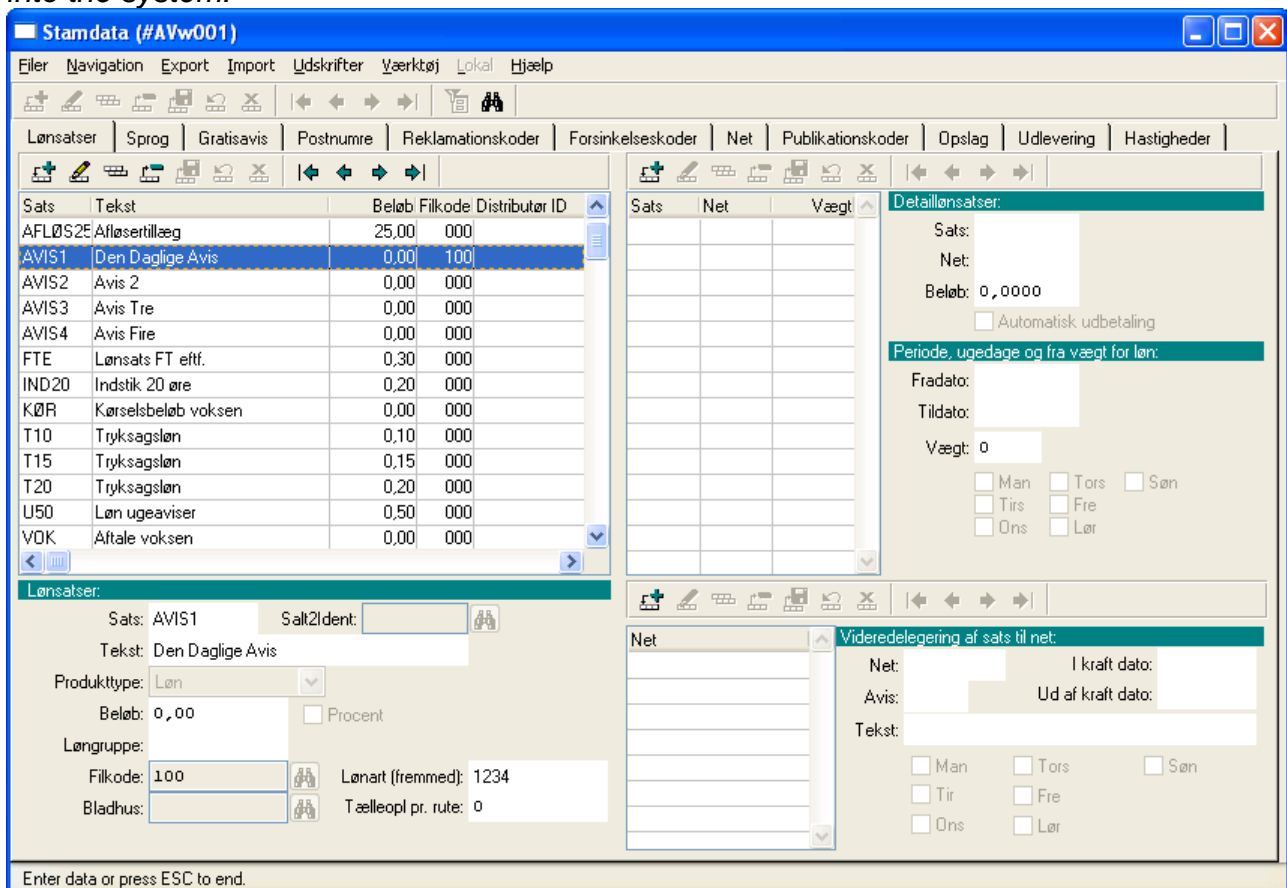 into the system.
Stamdata (#AVw001)
Filer Navigation Export Import Udskrifter Værktøj Lokal Hjælp
Lønsatser Sprog Gratisavis Postnumre Reklamationskoder Forsinkelseskoder Net Publikationskoder Opslag Udlevering Hastigheder
Sats Tekst Beløb Filkode Distributør ID
AFLØS25 Afløsertillæg 25,00 000
AVIS1 Den Daglige Avis 0,00 100
AVIS2 Avis 2 0,00 000
AVIS3 Avis Tre 0,00 000
AVIS4 Avis Fire 0,00 000
FTE Lønsats FT eftf. 0,30 000
IND20 Indstik 20 øre 0,20 000
KØR Kørselsbeløb voksen 0,00 000
T10 Tryksagsløn 0,10 000
T15 Tryksagsløn 0,15 000
T20 Tryksagsløn 0,20 000
U50 Løn ugeaviser 0,50 000
VOK Aftale voksen 0,00 000
Sats Net Vægt
Detaillønsatser:
Sats:
Net:
Beløb: 0,0000
Automatisk udbetaling
Periode, ugedage og fra vægt for løn:
Fradato:
Tildato:
Vægt: 0
Man Tors Søn
Tirs Fre
Ons Lør
Lønsatser:
Sats: AVIS1 Salt2Ident:
Tekst: Den Daglige Avis
Produkttype: Løn
Beløb: 0,00 Procent
Løngruppe:
Filkode: 100 Lønart (fremmed): 1234
Bladhus: Tælleopl pr. rute: 0
Net
Videredelegering af sats til net:
Net: I kraft dato:
Avis: Ud af kraft dato:
Tekst:
Man Tors Søn
Tir Fre
Ons Lør
Enter data or press ESC to end.